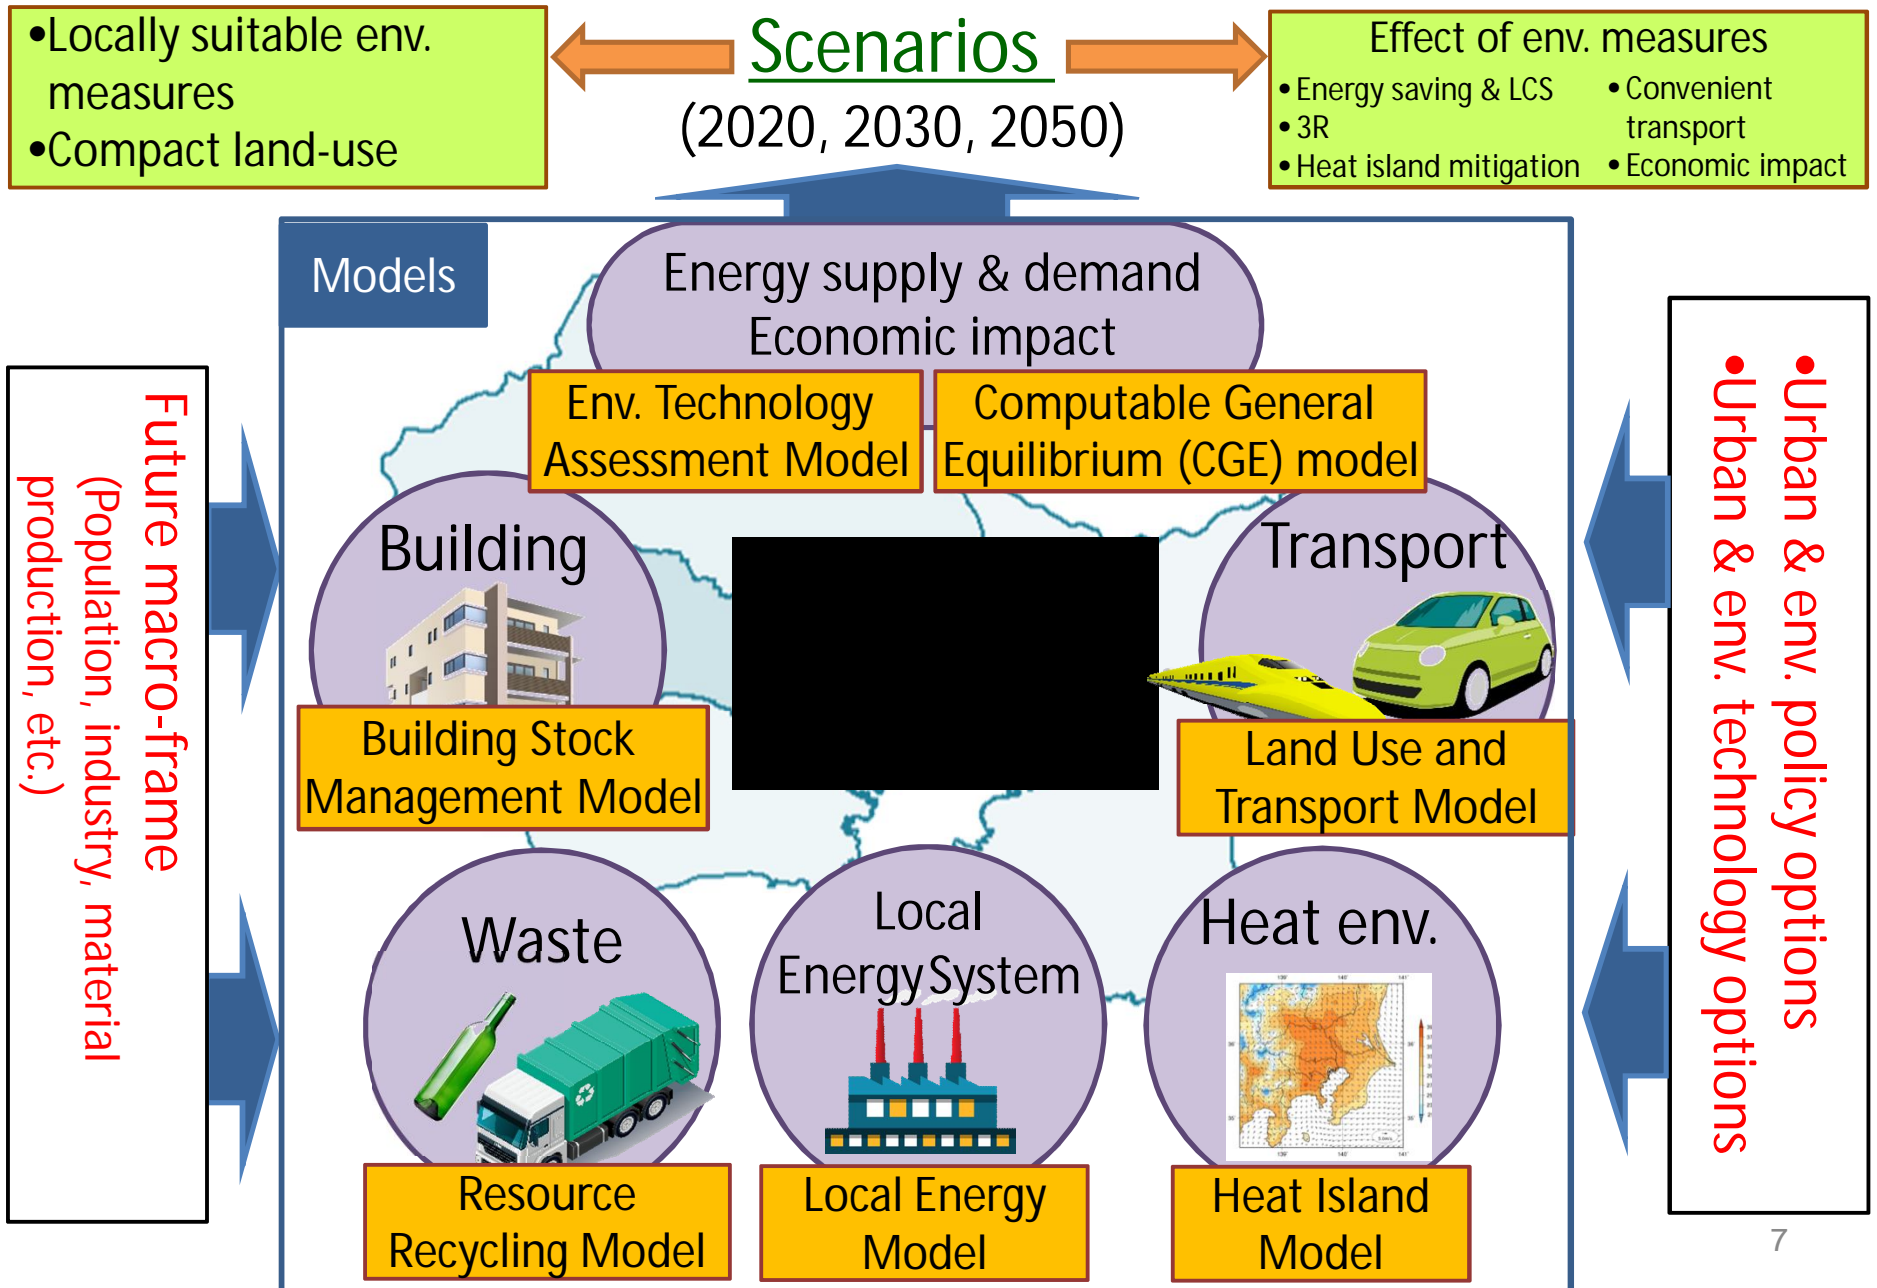 •Locally suitable env.
measures
•Compact land-use
Scenarios
(2020, 2030, 2050)
Effect of env. measures
•Energy saving & LCS
•3R
•Heat island mitigation
•Convenient
transport
•Economic impact
Models
Energy supply & demand
Economic impact
Env. Technology
Assessment Model
Computable General
Equilibrium (CGE) model
Future macro-frame
(Population, industry, material
production, etc.)
•Urban & env. policy options
•Urban & env. technology options
Building
Building Stock
Management Model
Transport
Land Use and
Transport Model
Waste
Resource
Recycling Model
Local
Energy System
Local Energy
Model
Heat env.
Heat Island
Model
7